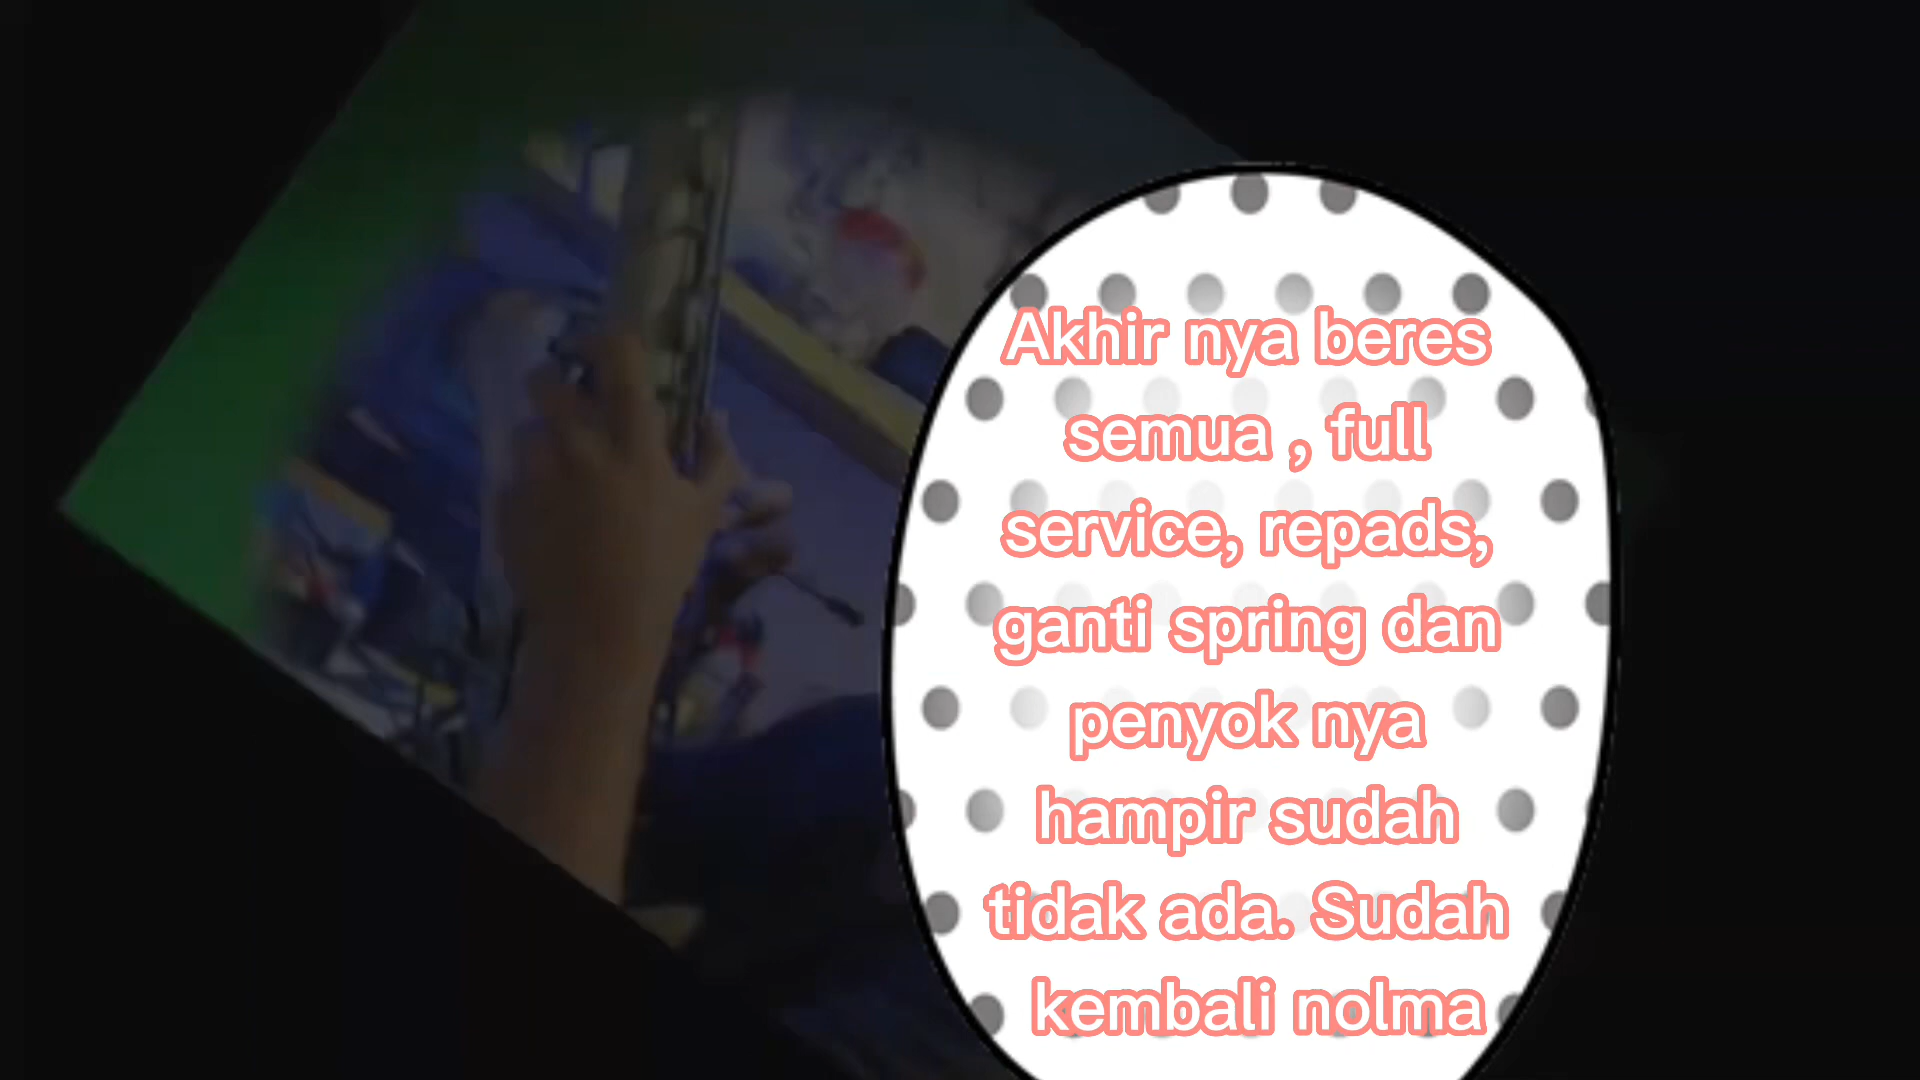 Akhir nya beres
semua , full
service, repads,
ganti spring dan
penyok nya
hampir sudah
tidak ada. Sudah
kembali nolma